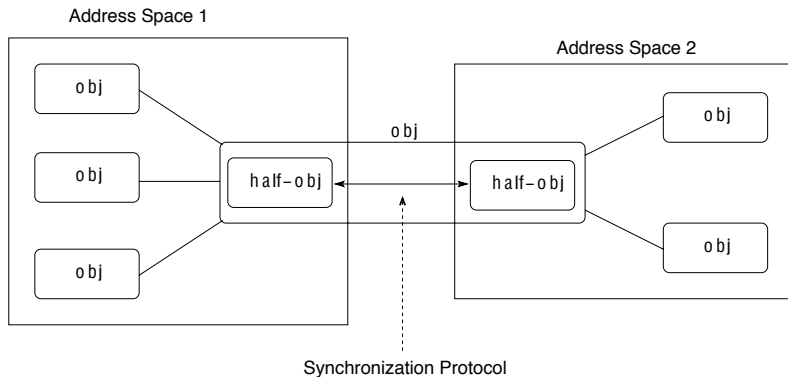 Address Space 1
Address Space 2
obj
obj
obj
obj
obj
half-obj
half-obj
obj
obj
Synchronization Protocol